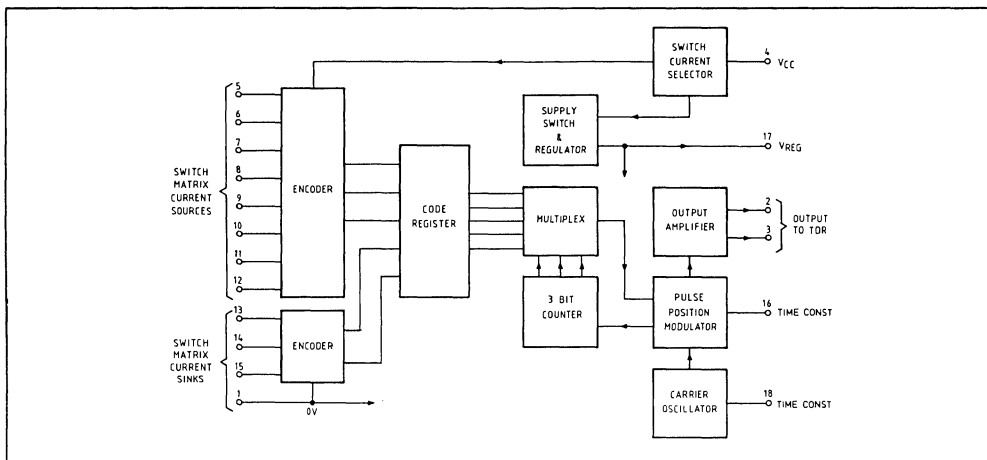 SWITCH
CURRENT
SELECTOR
4
VCC
5
6
7
8
9
10
11
12
SWITCH
MATRIX
CURRENT
SOURCES
ENCODER
SUPPLY
SWITCH
&
REGULATOR
17
VREG
CODE
REGISTER
MULTIPLEX
OUTPUT
AMPLIFIER
2
3
OUTPUT
TO TDR
3 BIT
COUNTER
PULSE
POSITION
MODULATOR
16
TIME CONST
13
14
15
1
SWITCH
MATRIX
CURRENT
SINKS
ENCODER
0V
CARRIER
OSCILLATOR
18
TIME CONST